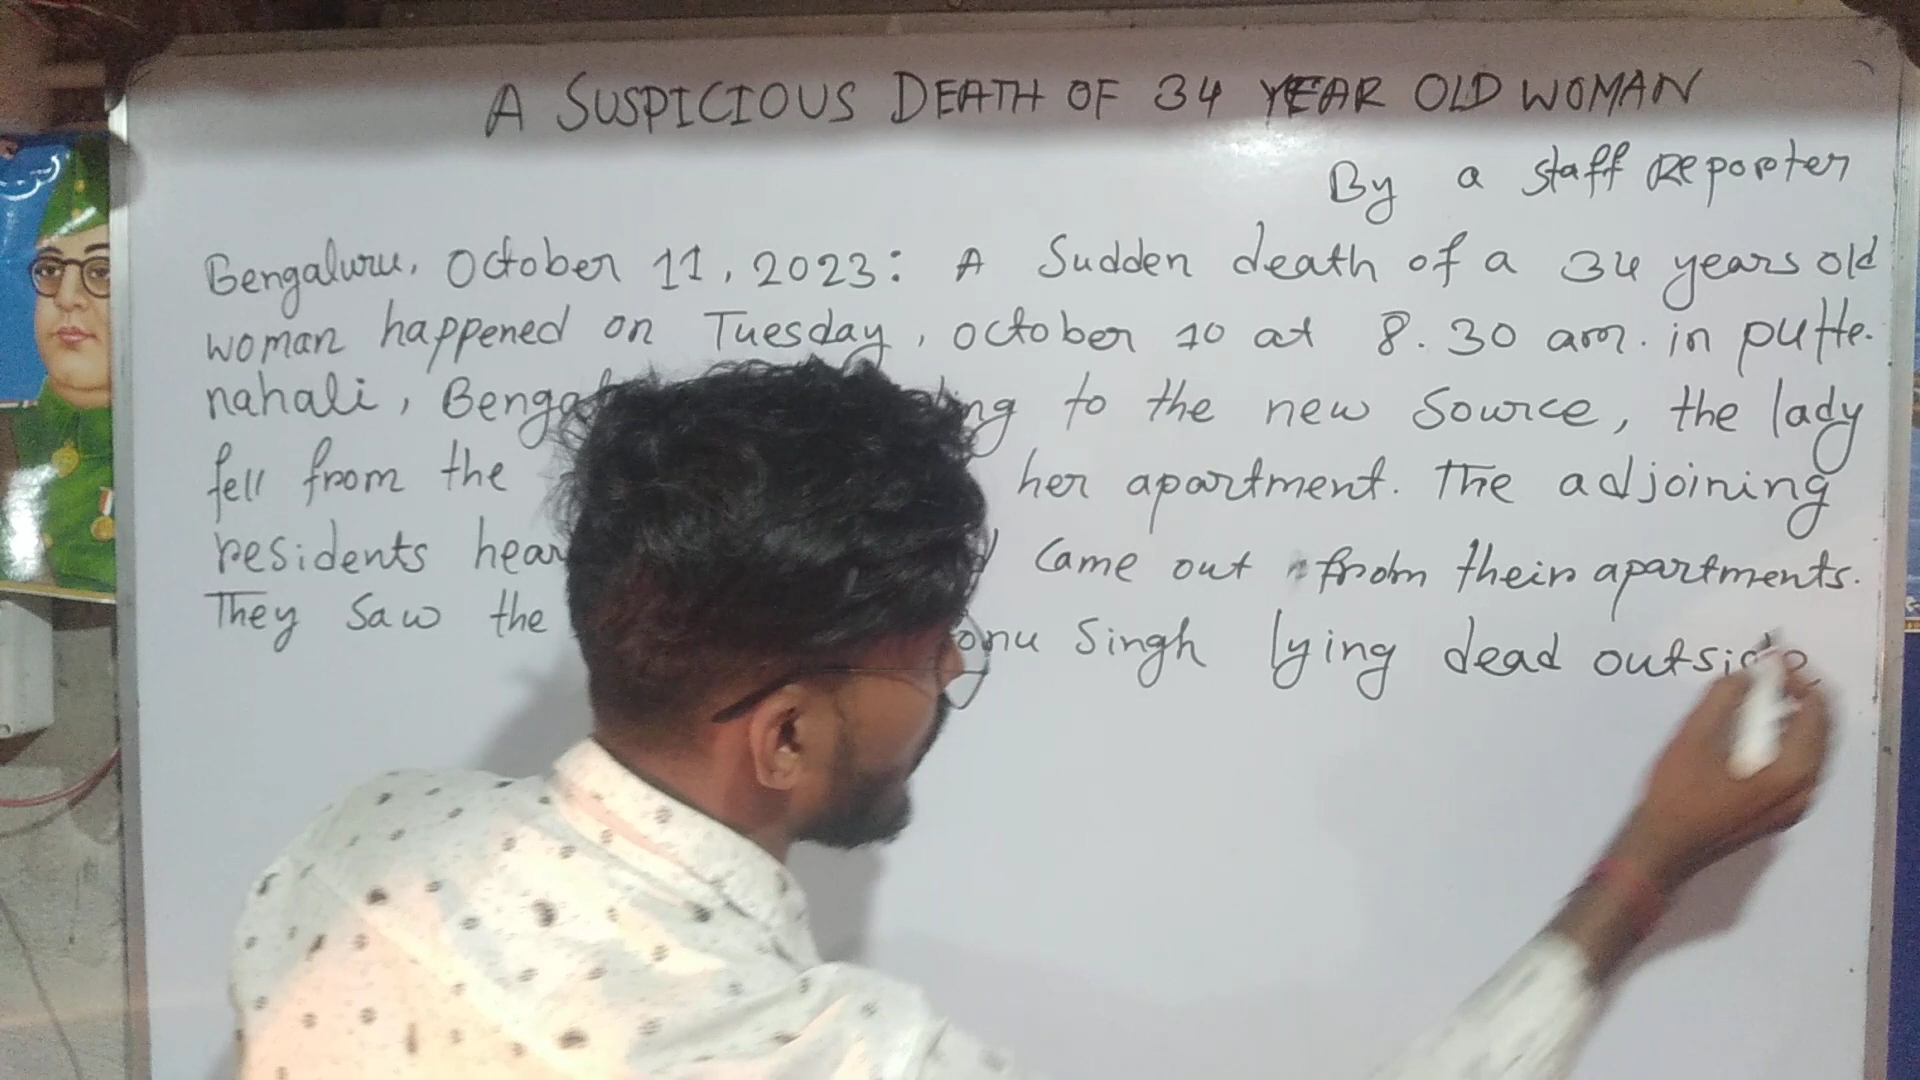 A SUSPICIOUS DEATH OF 34 YEAR OLD WOMAN
By a staff Reporter
Bengaluru, October 11, 2023: A Sudden death of a 34 years old
woman happened on Tuesday, october 10 at 8.30 am. in putte-
nahali, to the new source, the lady
fell from the her apartment. The adjoining
residents came out from their apartments.
They saw the Singh lying dead outside